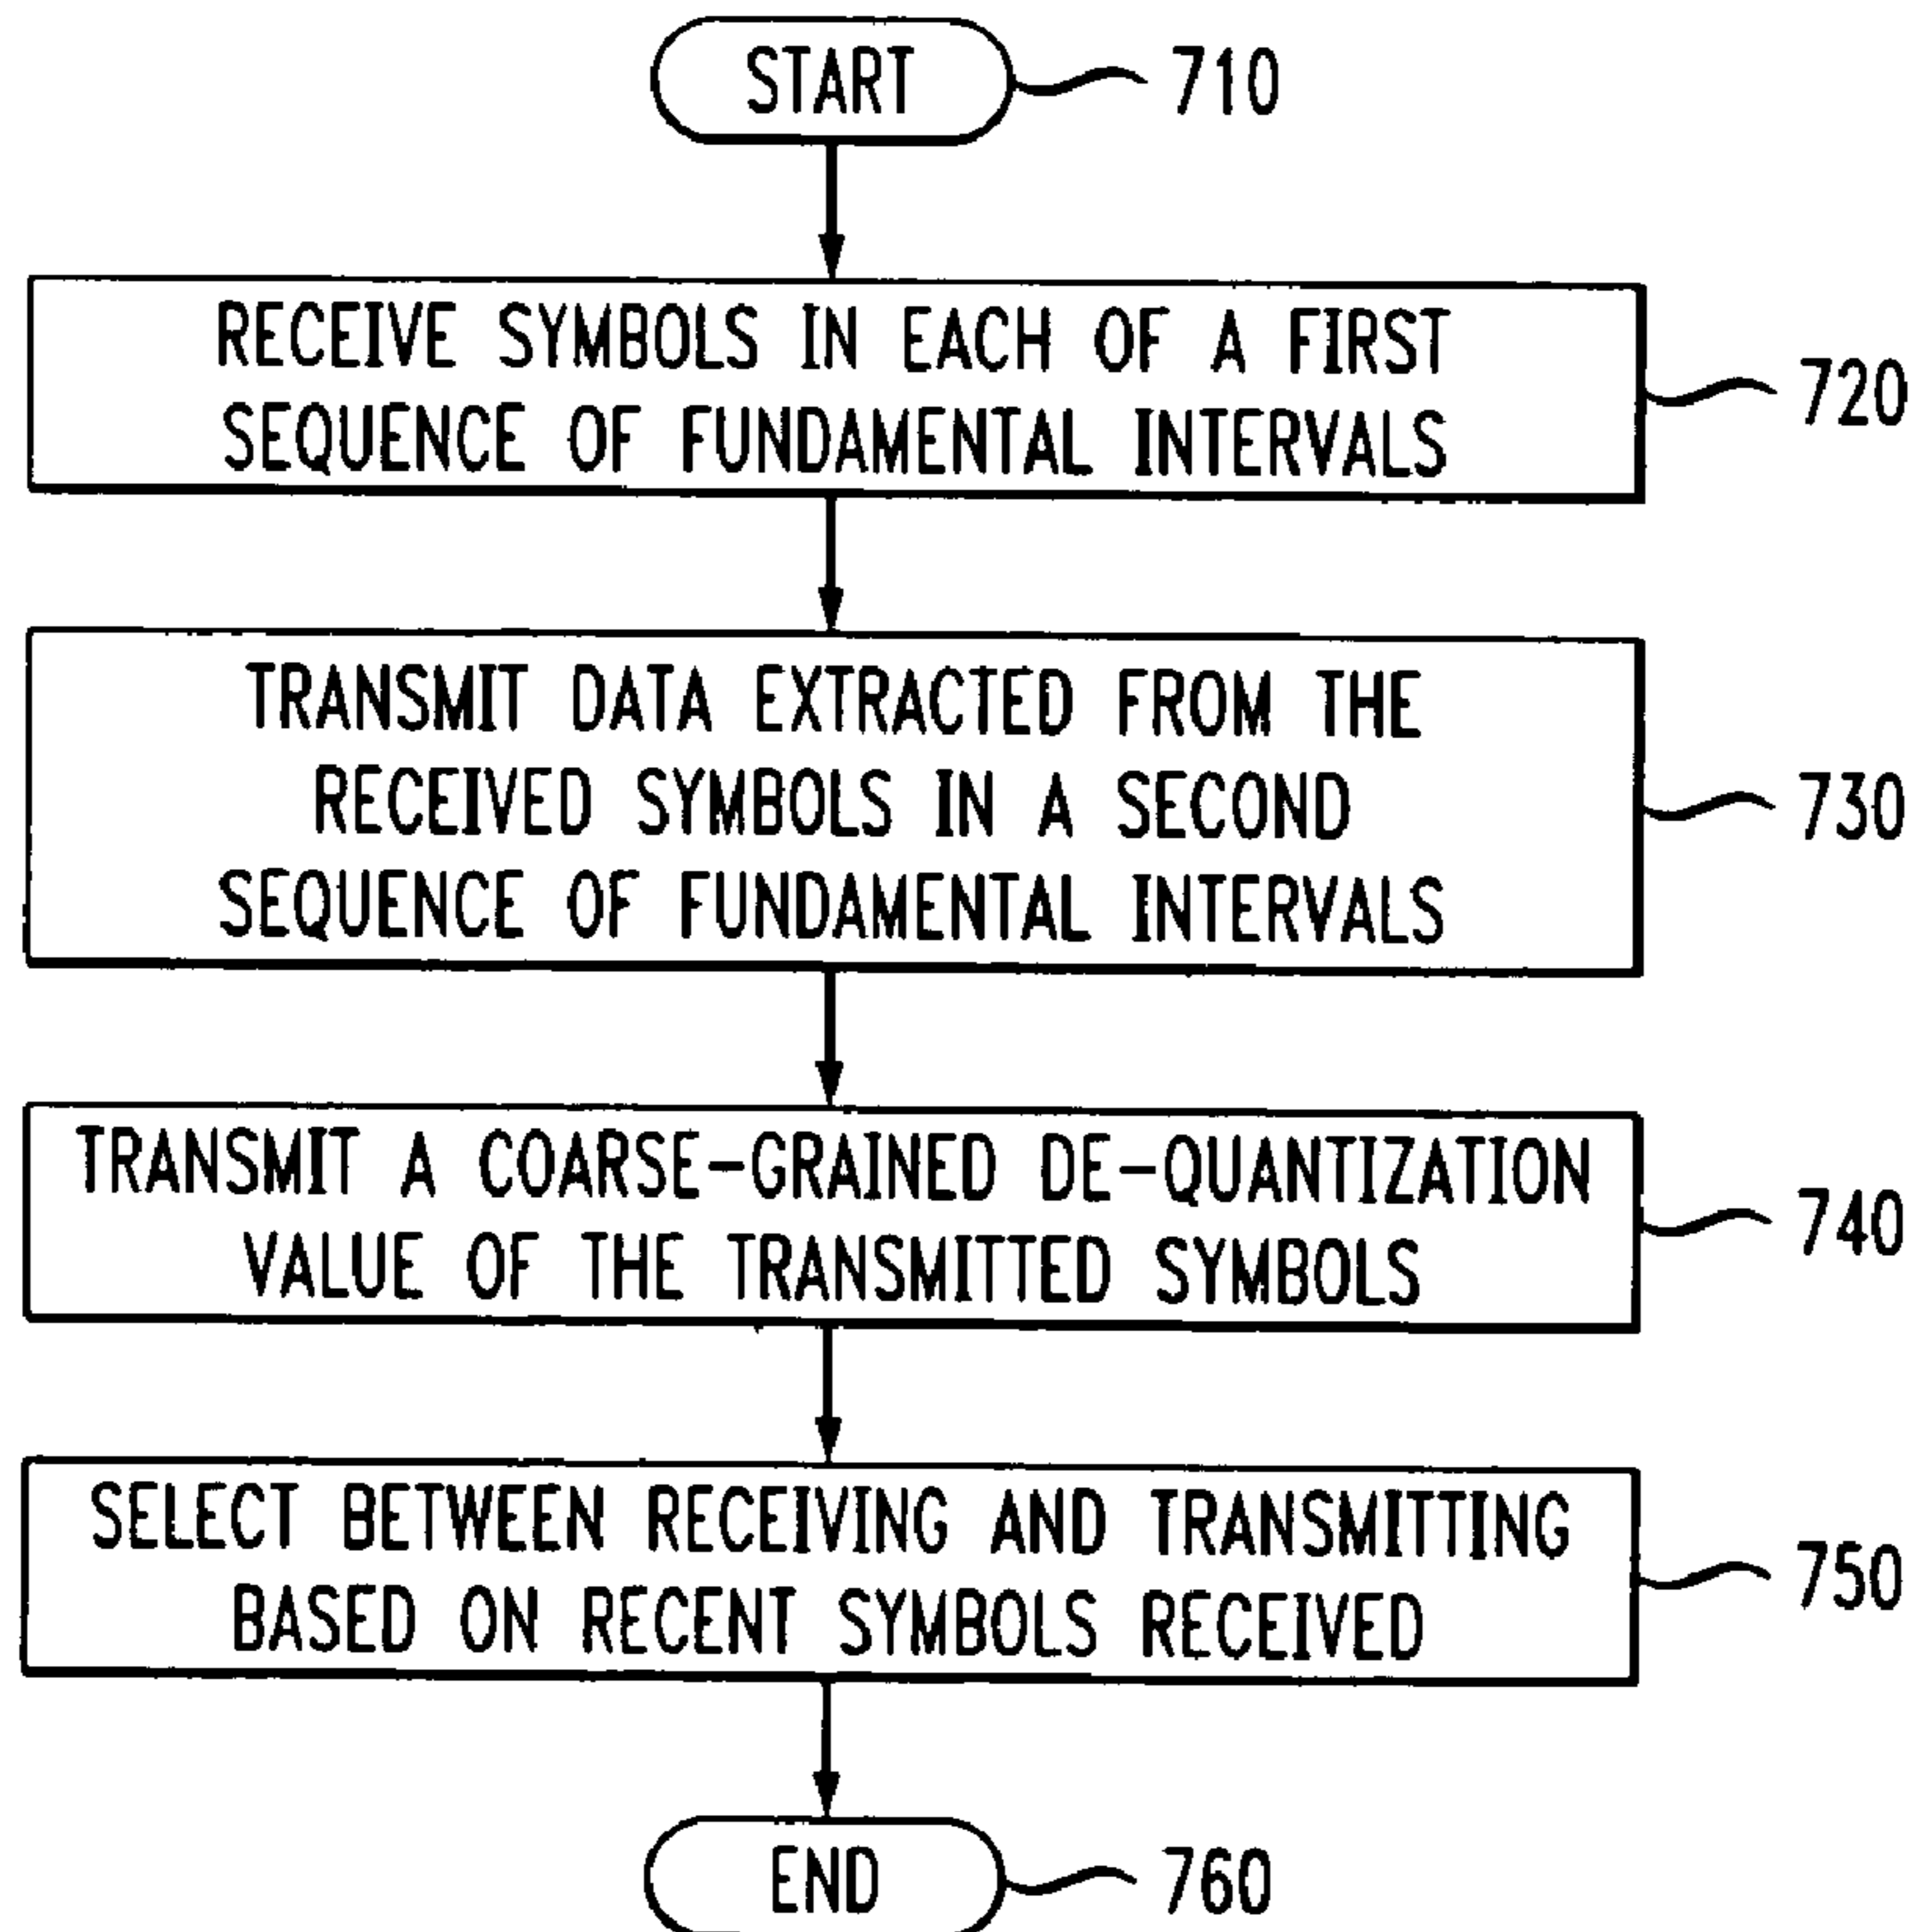 START
710
RECEIVE SYMBOLS IN EACH OF A FIRST
SEQUENCE OF FUNDAMENTAL INTERVALS
720
TRANSMIT DATA EXTRACTED FROM THE
RECEIVED SYMBOLS IN A SECOND
SEQUENCE OF FUNDAMENTAL INTERVALS
730
TRANSMIT A COARSE-GRAINED DE-QUANTIZATION
VALUE OF THE TRANSMITTED SYMBOLS
740
SELECT BETWEEN RECEIVING AND TRANSMITTING
BASED ON RECENT SYMBOLS RECEIVED
750
END
760